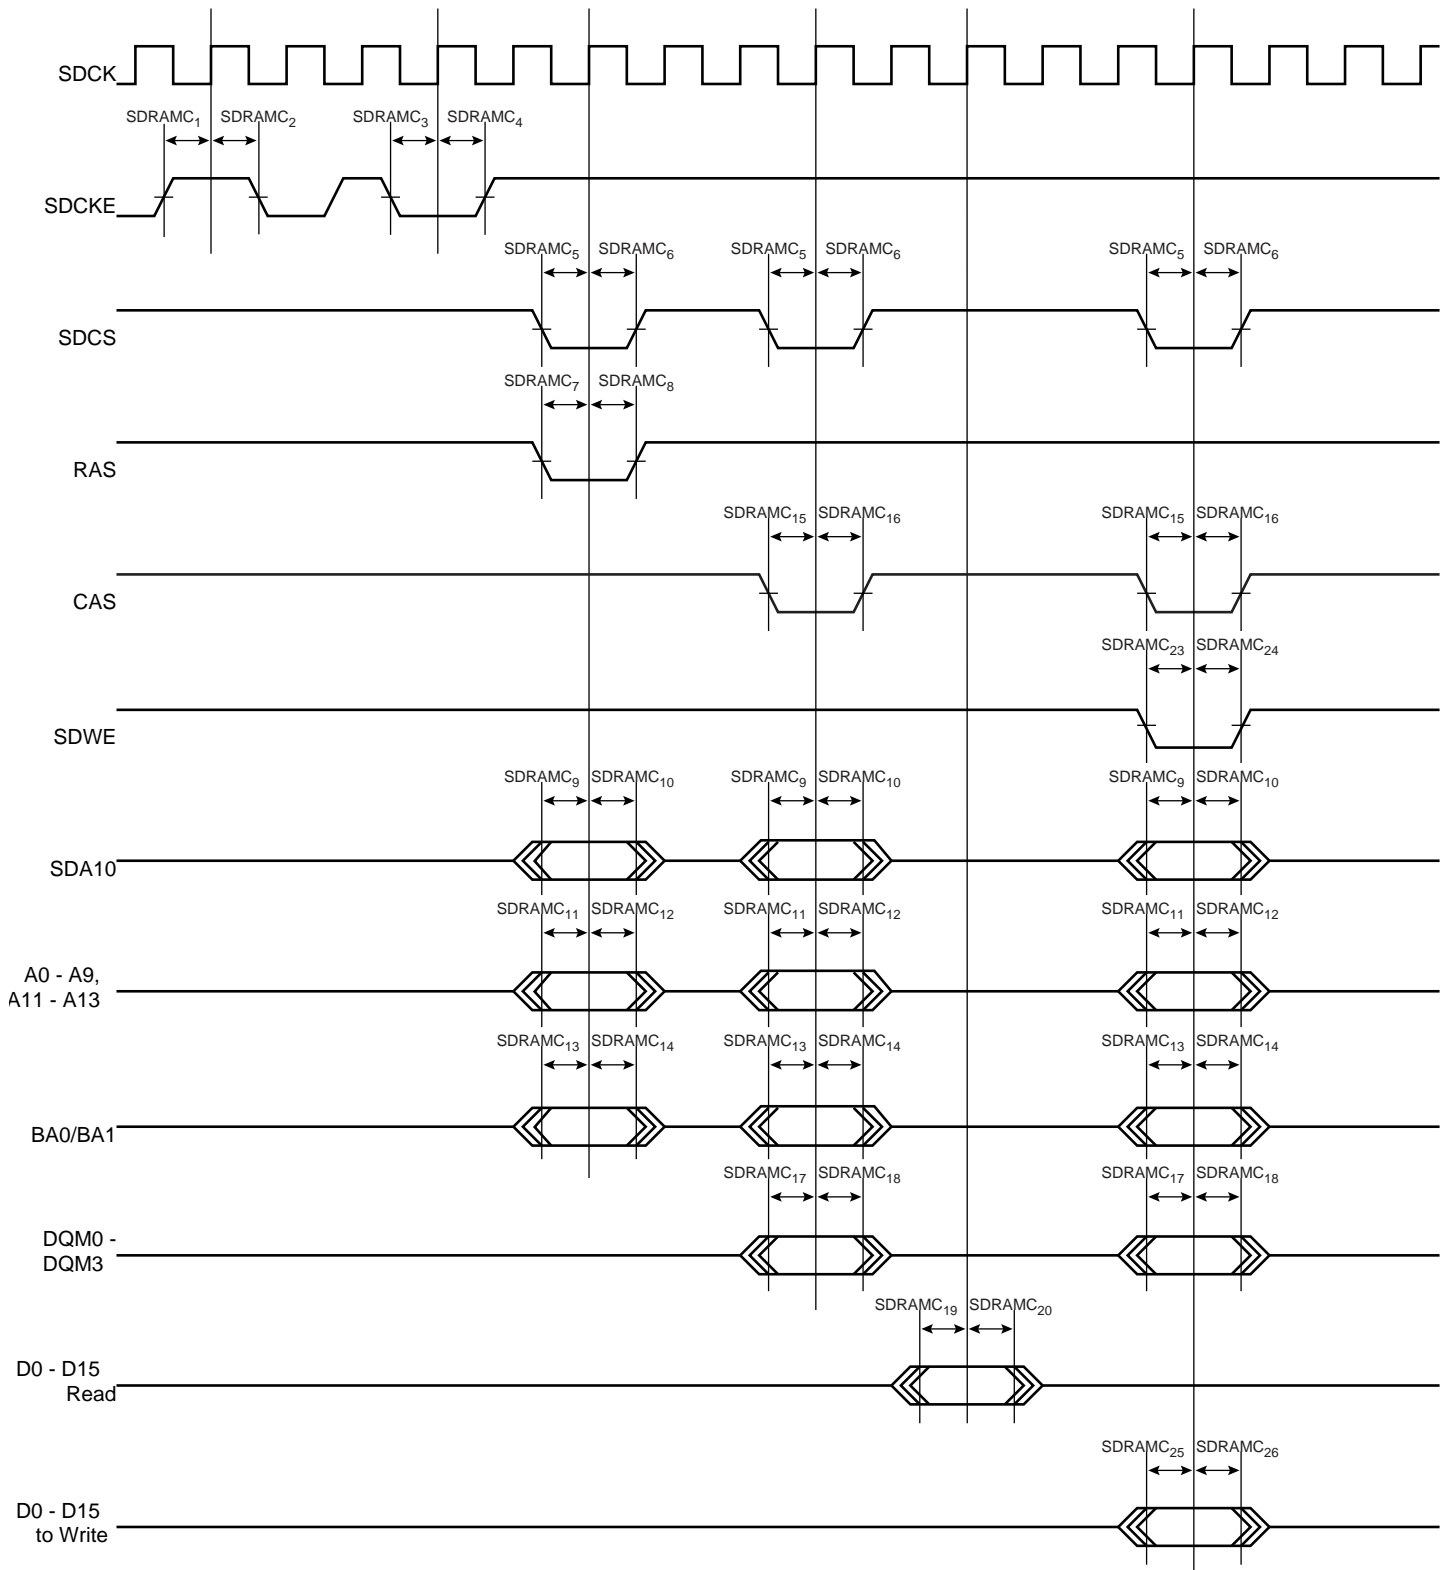 SDCK
SDRAMC1 SDRAMC2 SDRAMC3 SDRAMC4
SDCKE
SDRAMC5 SDRAMC6 SDRAMC5 SDRAMC6 SDRAMC5 SDRAMC6
SDCS
SDRAMC7 SDRAMC8
RAS
SDRAMC15 SDRAMC16 SDRAMC15 SDRAMC16
CAS
SDRAMC23 SDRAMC24
SDWE
SDRAMC9 SDRAMC10 SDRAMC9 SDRAMC10 SDRAMC9 SDRAMC10
SDA10
SDRAMC11 SDRAMC12 SDRAMC11 SDRAMC12 SDRAMC11 SDRAMC12
A0 - A9,
A11 - A13
SDRAMC13 SDRAMC14 SDRAMC13 SDRAMC14 SDRAMC13 SDRAMC14
BA0/BA1
SDRAMC17 SDRAMC18 SDRAMC17 SDRAMC18
DQM0 -
DQM3
SDRAMC19 SDRAMC20
D0 - D15
Read
SDRAMC25 SDRAMC26
D0 - D15
to Write